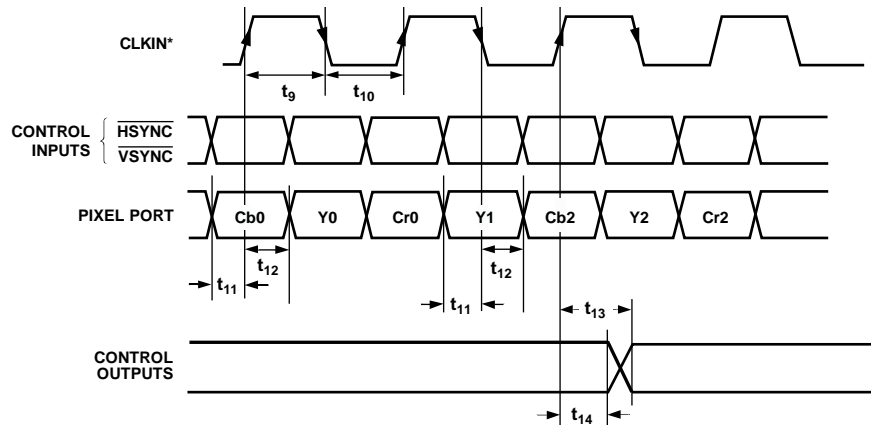 CLKIN*
t9
t10
CONTROL INPUTS
HSYNC
VSYNC
PIXEL PORT
Cb0
Y0
Cr0
Y1
Cb2
Y2
Cr2
t12
t12
t11
t11
t13
CONTROL OUTPUTS
t14